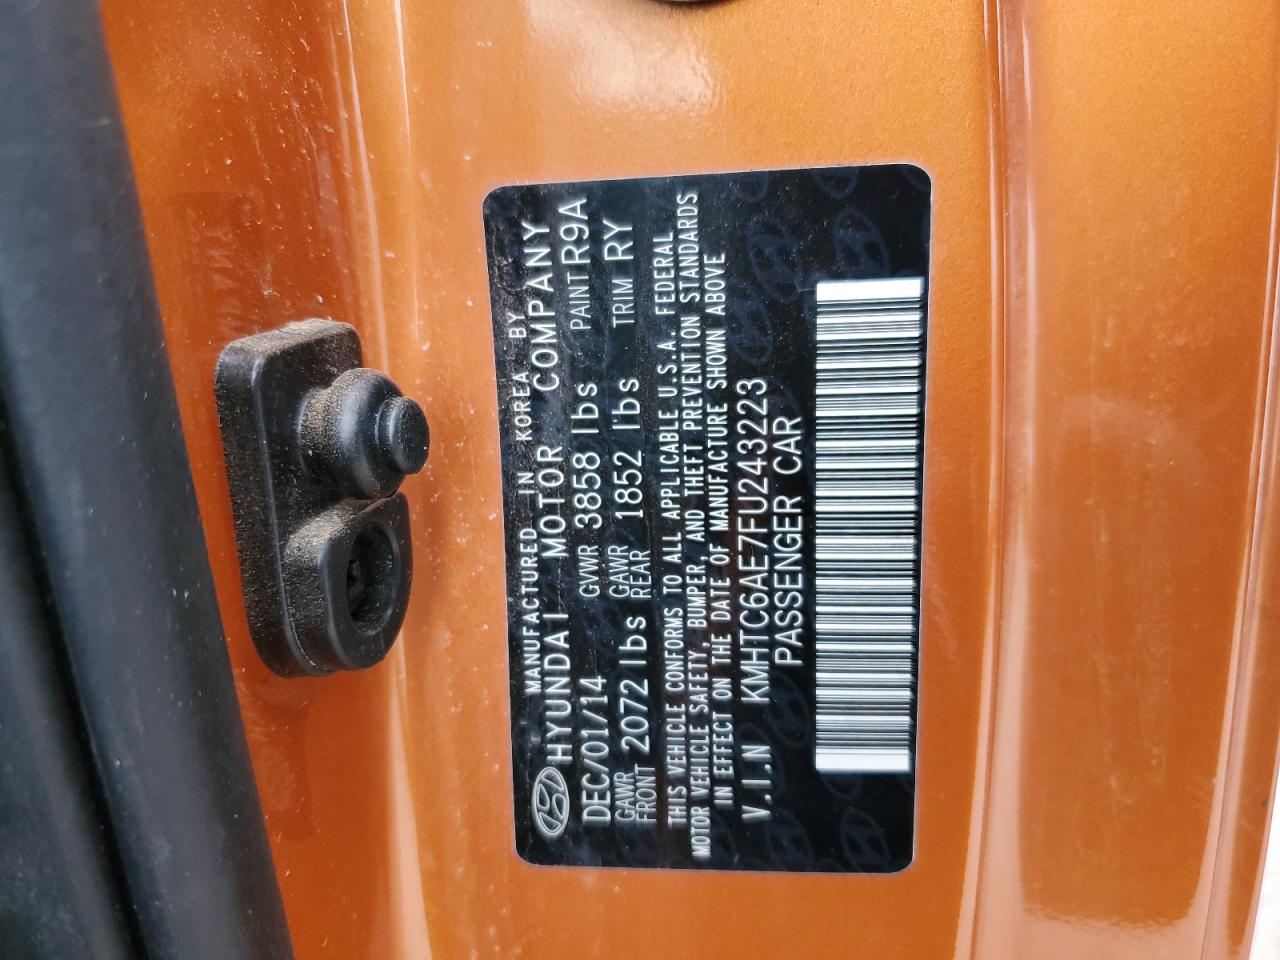 MANUFACTURED IN KOREA BY
HYUNDAI MOTOR COMPANY
DEC/01/14 GVWR 3858 lbs PAINT R9A
GAWR FRONT 2072 lbs GAWR REAR 1852 lbs TRIM RY
THIS VEHICLE CONFORMS TO ALL APPLICABLE U.S.A. FEDERAL
MOTOR VEHICLE SAFETY, BUMPER, AND THEFT PREVENTION STANDARDS
IN EFFECT ON THE DATE OF MANUFACTURE SHOWN ABOVE
V.I.N KMHTC6AE7FU243223
PASSENGER CAR